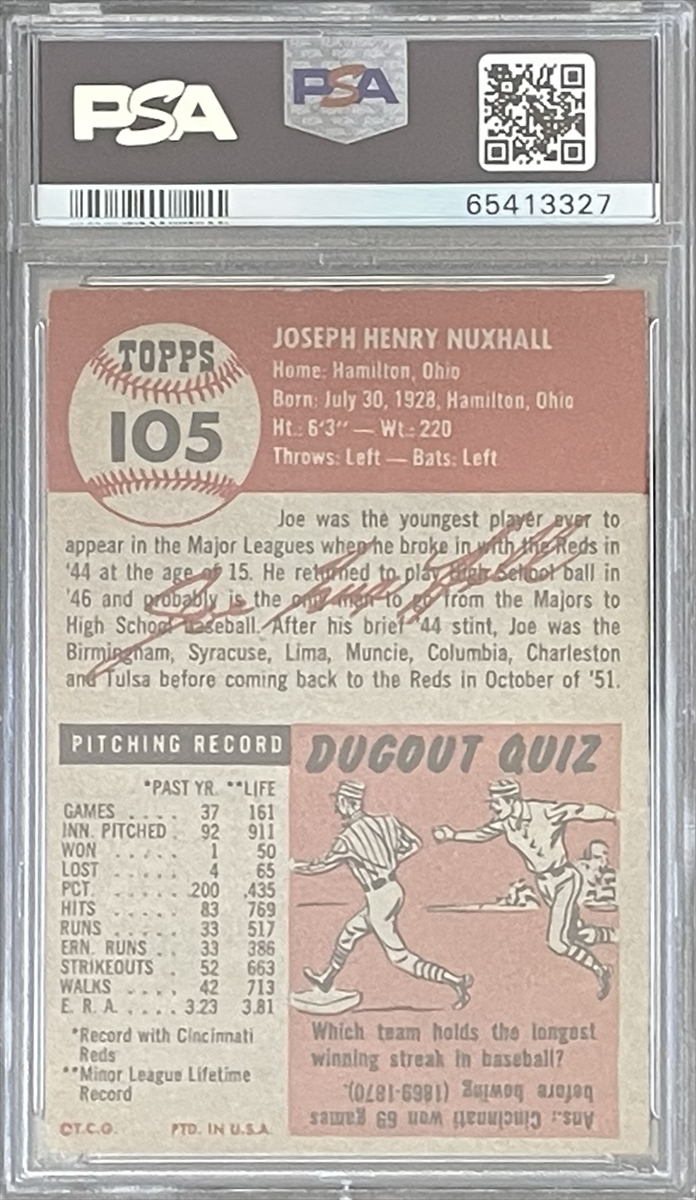 PSA
PSA
65413327
TOPPS
105
JOSEPH HENRY NUXHALL
Home: Hamilton, Ohio
Born: July 30, 1928, Hamilton, Ohio
Ht.: 6'3" — Wt.: 220
Throws: Left — Bats: Left
Joe was the youngest player ever to
appear in the Major Leagues when he broke in with the Reds in
'44 at the age of 15. He returned to play High School ball in
'46 and probably is the only man to go from the Majors to
High School baseball. After his brief '44 stint, Joe was the
Birmingham, Syracuse, Lima, Muncie, Columbia, Charleston
and Tulsa before coming back to the Reds in October of '51.
PITCHING RECORD
*PAST YR. **LIFE
GAMES .... 37 161
INN. PITCHED . 92 911
WON ..... 1 50
LOST ..... 4 65
PCT. ..... .200 .435
HITS ..... 83 769
RUNS .... 33 517
ERN. RUNS .. 33 386
STRIKEOUTS . 52 663
WALKS .... 42 713
E. R. A. .... 3.23 3.81
*Record with Cincinnati
Reds
**Minor League Lifetime
Record
©T.C.G. PTD. IN U.S.A.
DUGOUT QUIZ
Which team holds the longest
winning streak in baseball?
Ans.: Cincinnati won 69 games
before bowing (1869-1870).